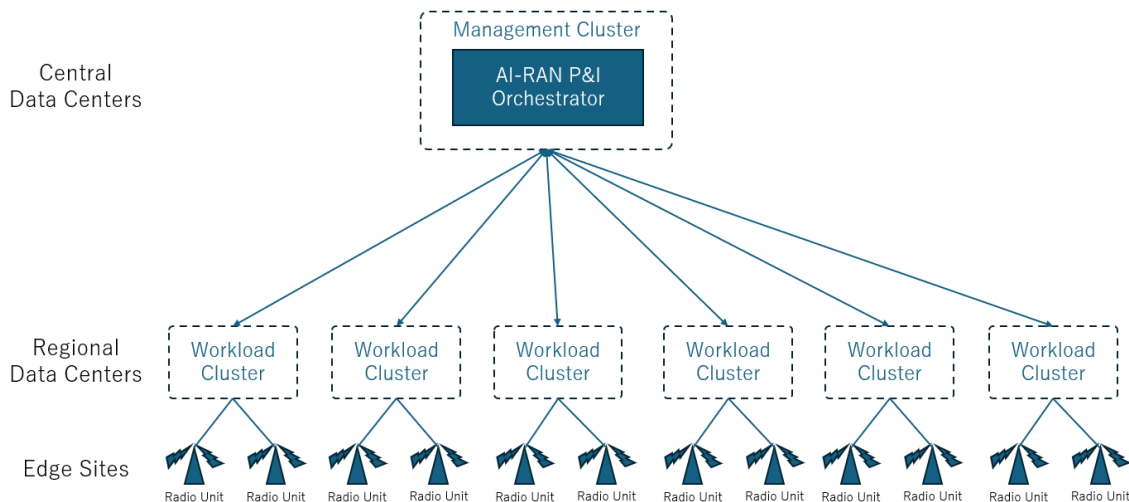 Management Cluster
AI-RAN P&I
Orchestrator
Central
Data Centers
Regional
Data Centers
Workload
Cluster
Workload
Cluster
Workload
Cluster
Workload
Cluster
Workload
Cluster
Workload
Cluster
Edge Sites
Radio Unit
Radio Unit
Radio Unit
Radio Unit
Radio Unit
Radio Unit
Radio Unit
Radio Unit
Radio Unit
Radio Unit
Radio Unit
Radio Unit